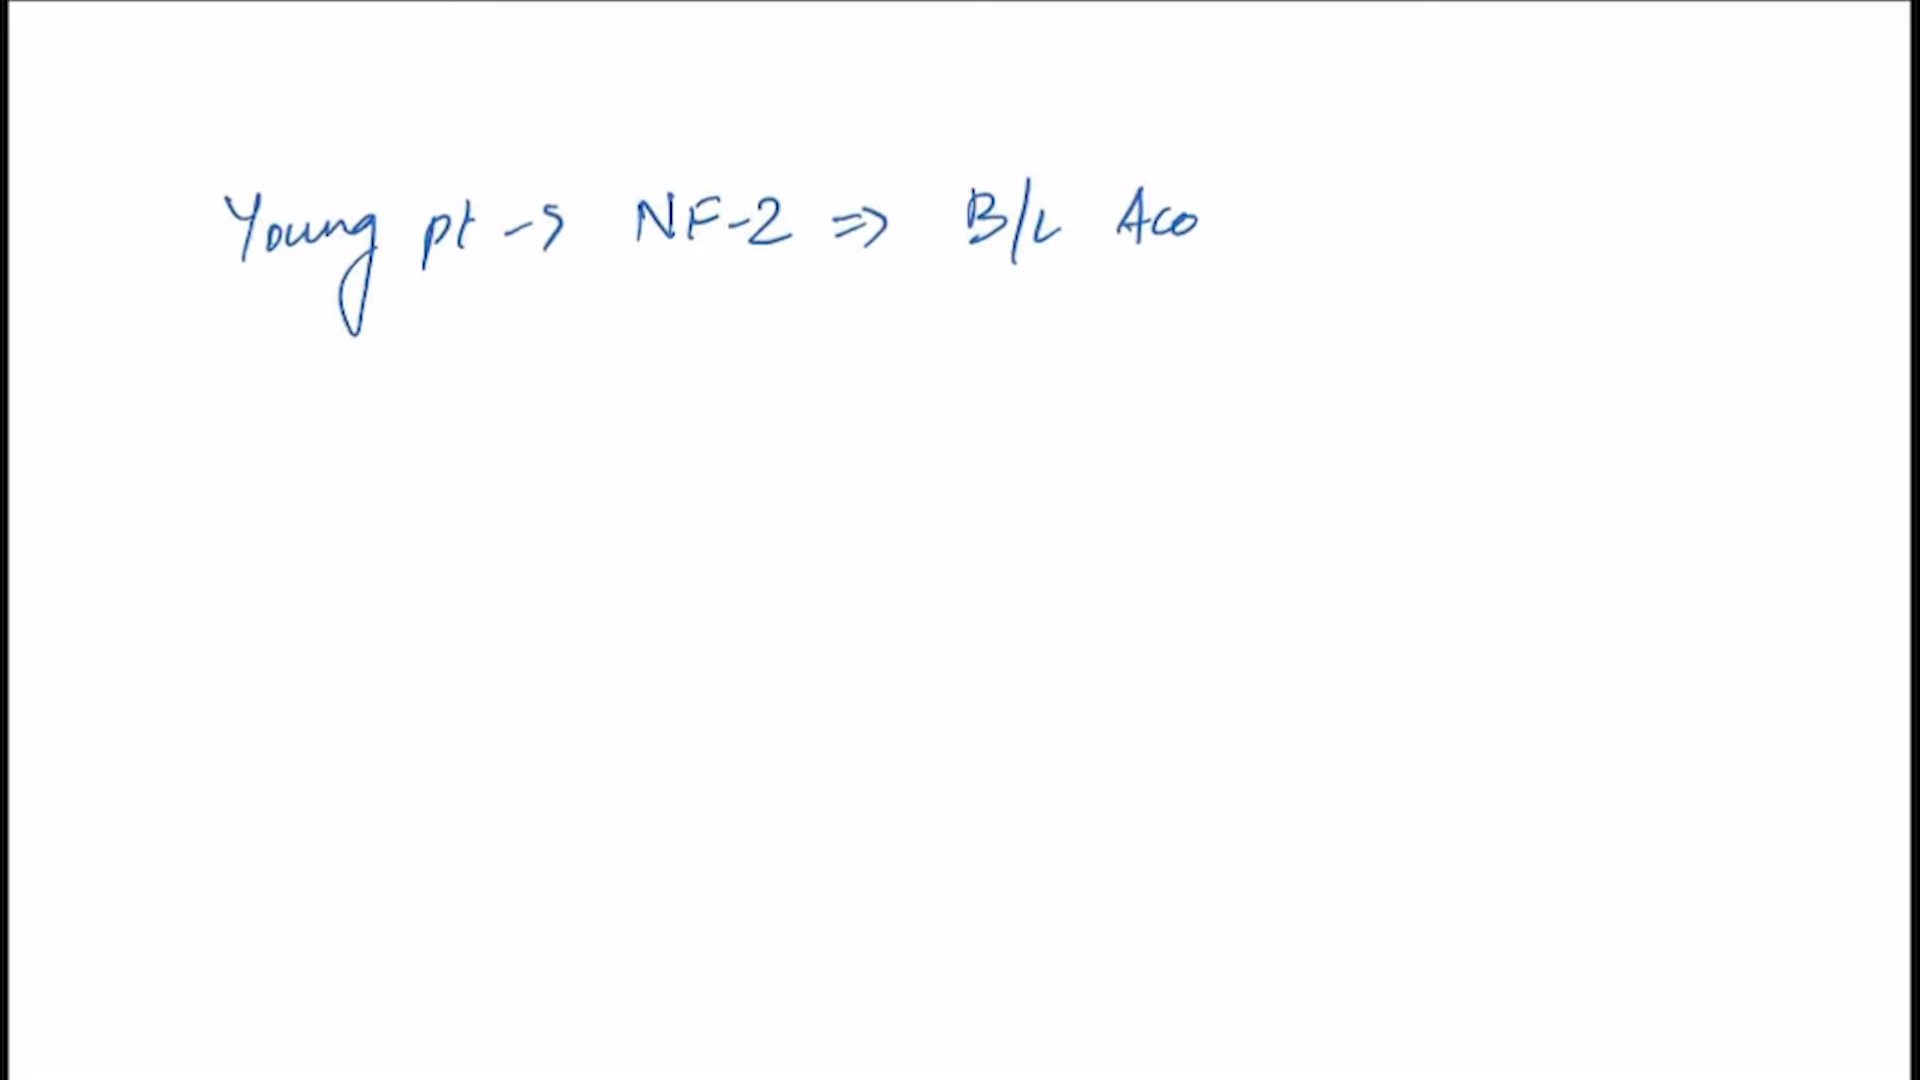 Young pt → NF-2 ⇒ B/L Aco